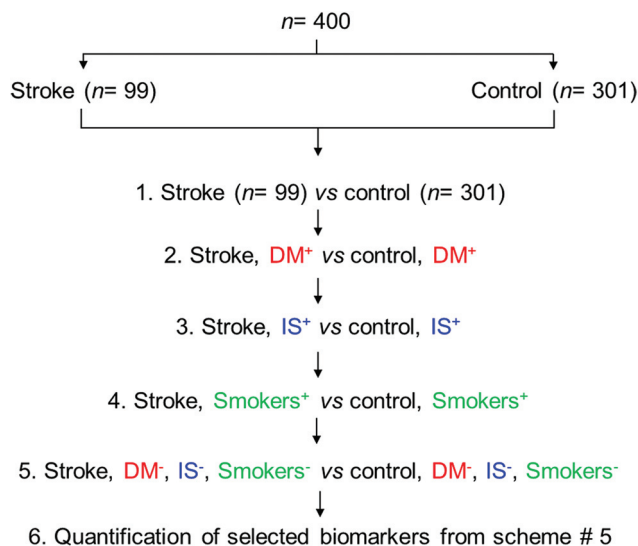 n= 400
Stroke (n= 99) Control (n= 301)
1. Stroke (n= 99) vs control (n= 301)
2. Stroke, DM⁺ vs control, DM⁺
3. Stroke, IS⁺ vs control, IS⁺
4. Stroke, Smokers⁺ vs control, Smokers⁺
5. Stroke, DM⁻, IS⁻, Smokers⁻ vs control, DM⁻, IS⁻, Smokers⁻
6. Quantification of selected biomarkers from scheme # 5